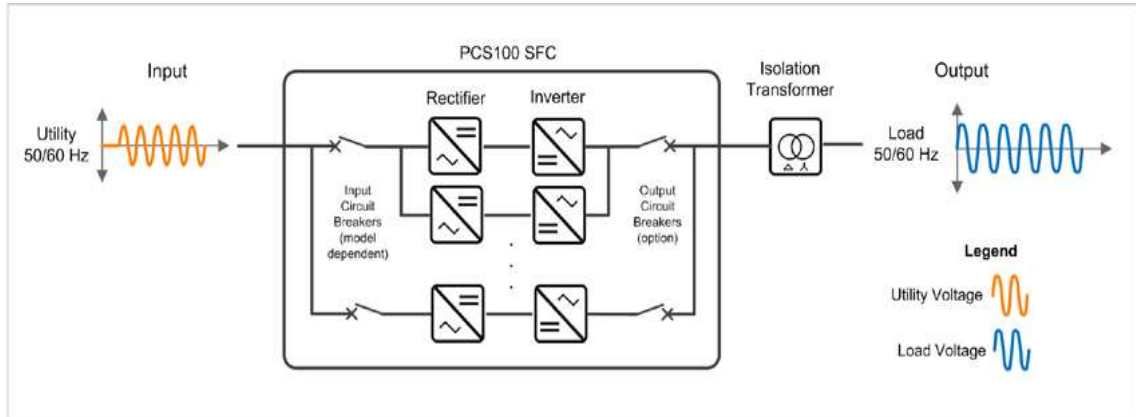 PCS100 SFC
Input
Isolation
Transformer
Output
Rectifier
Inverter
Utility
50/60 Hz
Load
50/60 Hz
Input
Circuit
Breakers
(model
dependent)
Output
Circuit
Breakers
(option)
Legend
Utility Voltage
Load Voltage